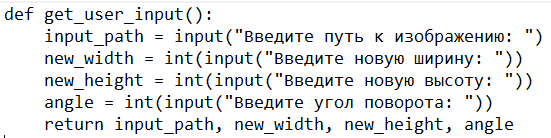 def get_user_input():
    input_path = input("Введите путь к изображению: ")
    new_width = int(input("Введите новую ширину: "))
    new_height = int(input("Введите новую высоту: "))
    angle = int(input("Введите угол поворота: "))
    return input_path, new_width, new_height, angle